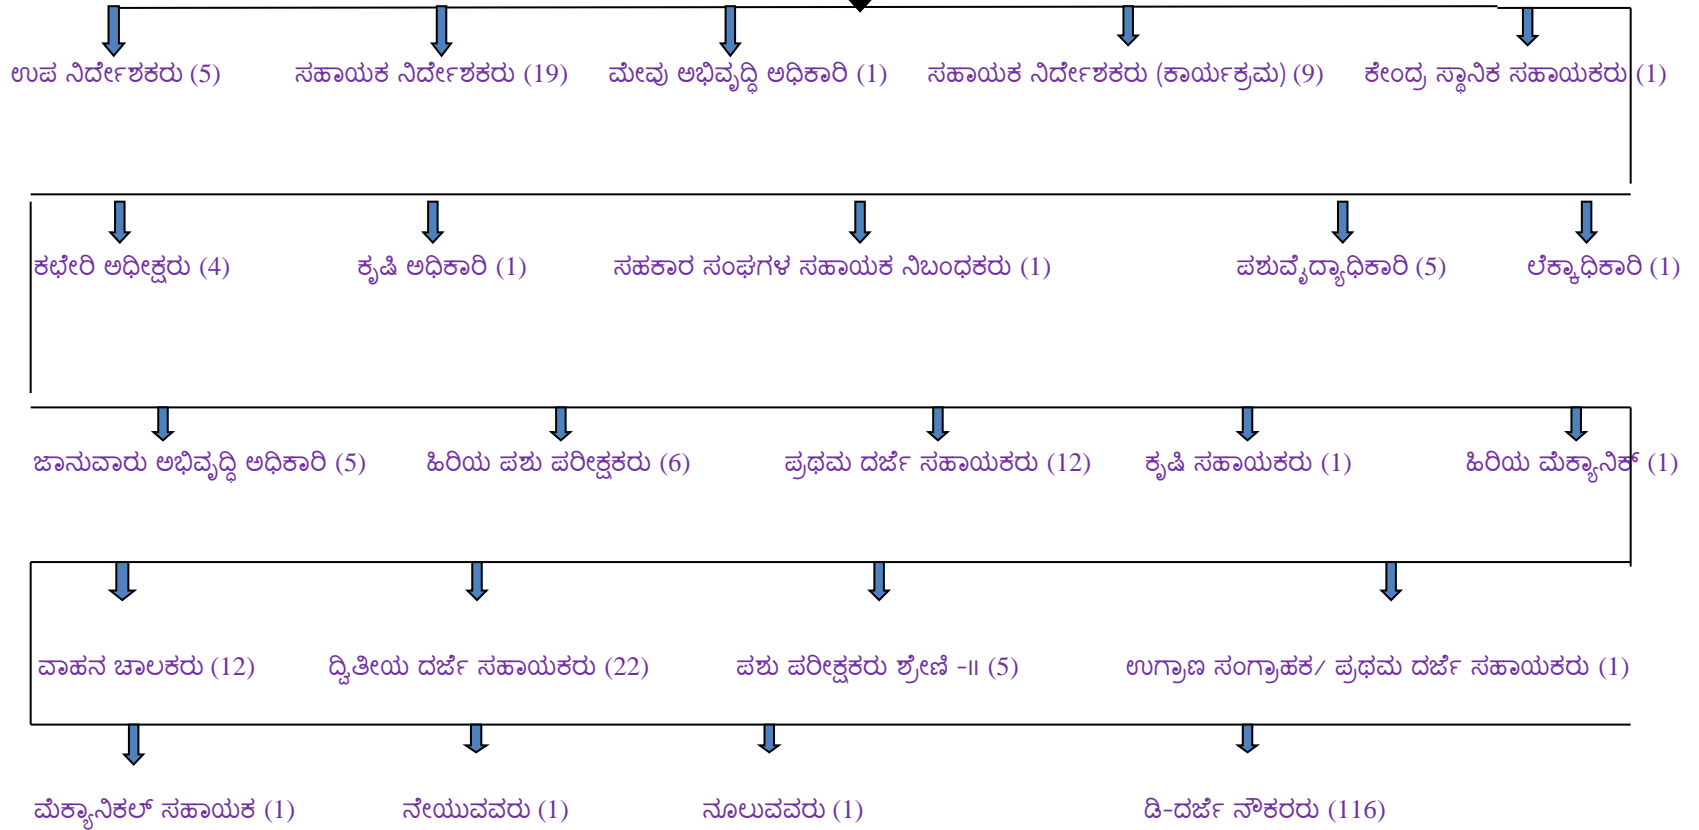 ಉಪ ನಿರ್ದೇಶಕರು (5) ಸಹಾಯಕ ನಿರ್ದೇಶಕರು (19) ಮೇವು ಅಭಿವೃದ್ಧಿ ಅಧಿಕಾರಿ (1) ಸಹಾಯಕ ನಿರ್ದೇಶಕರು (ಕಾರ್ಯಕ್ರಮ) (9) ಕೇಂದ್ರ ಸ್ಥಾನಿಕ ಸಹಾಯಕರು (1)
ಕಛೇರಿ ಅಧೀಕ್ಷರು (4) ಕೃಷಿ ಅಧಿಕಾರಿ (1) ಸಹಕಾರ ಸಂಘಗಳ ಸಹಾಯಕ ನಿಬಂಧಕರು (1) ಪಶುವೈದ್ಯಾಧಿಕಾರಿ (5) ಲೆಕ್ಕಾಧಿಕಾರಿ (1)
ಜಾನುವಾರು ಅಭಿವೃದ್ಧಿ ಅಧಿಕಾರಿ (5) ಹಿರಿಯ ಪಶು ಪರೀಕ್ಷಕರು (6) ಪ್ರಥಮ ದರ್ಜೆ ಸಹಾಯಕರು (12) ಕೃಷಿ ಸಹಾಯಕರು (1) ಹಿರಿಯ ಮೆಕ್ಯಾನಿಕ್ (1)
ವಾಹನ ಚಾಲಕರು (12) ದ್ವಿತೀಯ ದರ್ಜೆ ಸಹಾಯಕರು (22) ಪಶು ಪರೀಕ್ಷಕರು ಶ್ರೇಣಿ -II (5) ಉಗ್ರಾಣ ಸಂಗ್ರಾಹಕ/ ಪ್ರಥಮ ದರ್ಜೆ ಸಹಾಯಕರು (1)
ಮೆಕ್ಯಾನಿಕಲ್ ಸಹಾಯಕ (1) ನೇಯುವವರು (1) ನೂಲುವವರು (1) ಡಿ-ದರ್ಜೆ ನೌಕರರು (116)